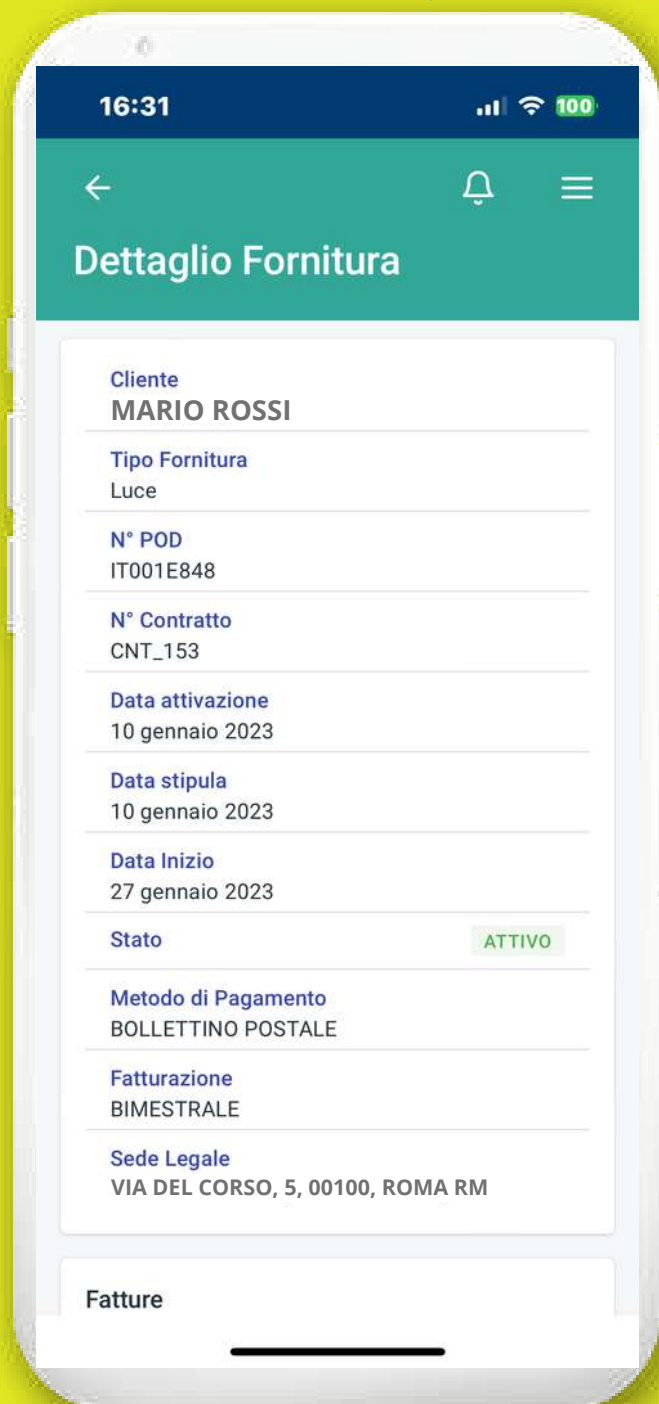 16:31
100
Dettaglio Fornitura
Cliente
MARIO ROSSI
Tipo Fornitura
Luce
N° POD
IT001E848
N° Contratto
CNT_153
Data attivazione
10 gennaio 2023
Data stipula
10 gennaio 2023
Data Inizio
27 gennaio 2023
Stato
ATTIVO
Metodo di Pagamento
BOLLETTINO POSTALE
Fatturazione
BIMESTRALE
Sede Legale
VIA DEL CORSO, 5, 00100, ROMA RM
Fatture